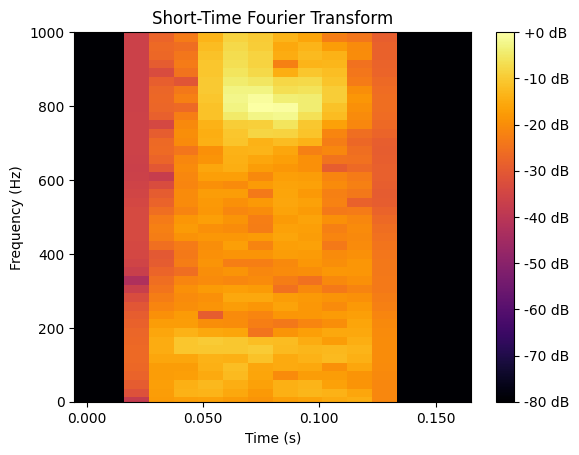 Short-Time Fourier Transform
1000
800
600
400
200
0
Frequency (Hz)
0.000
0.050
0.100
0.150
Time (s)
+0 dB
-10 dB
-20 dB
-30 dB
-40 dB
-50 dB
-60 dB
-70 dB
-80 dB